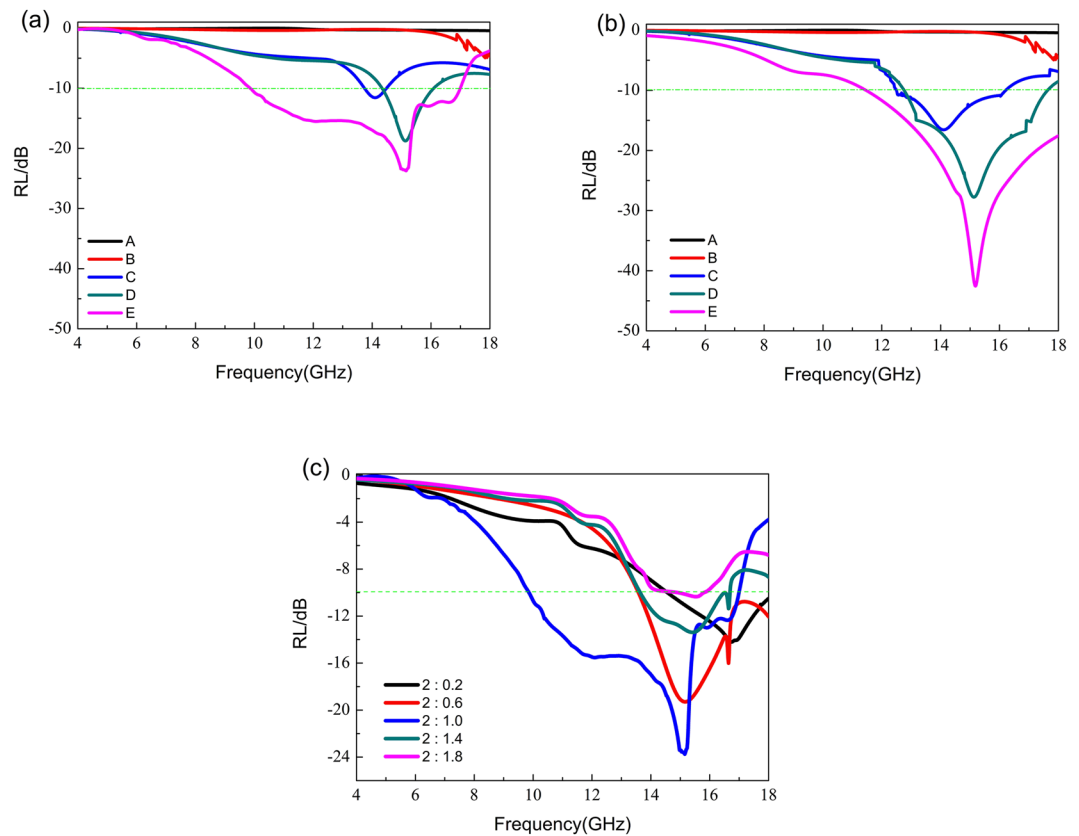 (a)
0
-10
-20
-30
-40
-50
RL/dB
A
B
C
D
E
4 6 8 10 12 14 16 18
Frequency(GHz)
(b)
0
-10
-20
-30
-40
-50
RL/dB
A
B
C
D
E
4 6 8 10 12 14 16 18
Frequency(GHz)
(c)
0
-4
-8
-12
-16
-20
-24
RL/dB
2 : 0.2
2 : 0.6
2 : 1.0
2 : 1.4
2 : 1.8
4 6 8 10 12 14 16 18
Frequency(GHz)